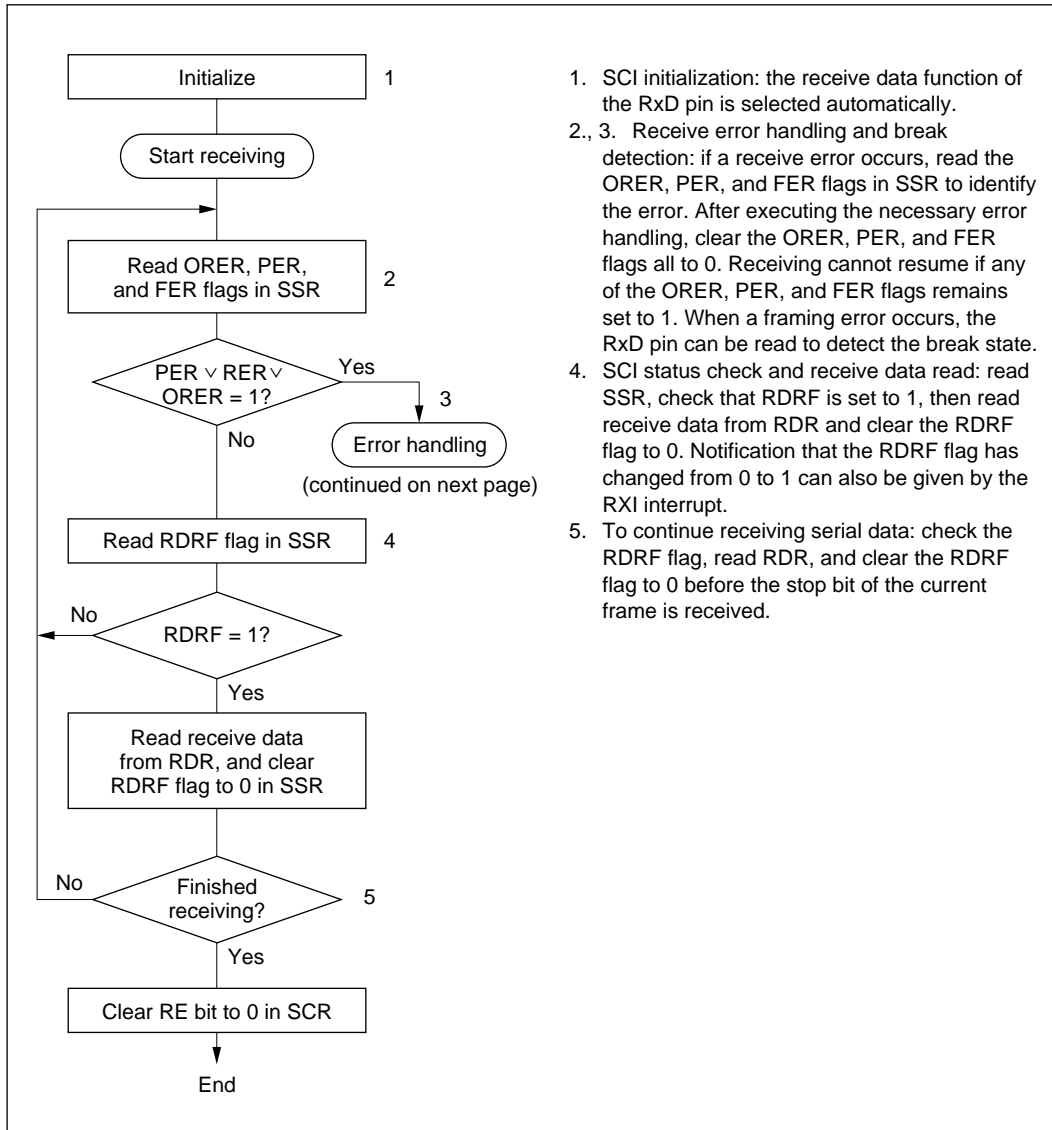 Initialize
1
Start receiving
Read ORER, PER,
and FER flags in SSR
2
PER ∨ RER ∨
ORER = 1?
Yes
3
No
Error handling
(continued on next page)
Read RDRF flag in SSR
4
No
RDRF = 1?
Yes
Read receive data
from RDR, and clear
RDRF flag to 0 in SSR
No
Finished
receiving?
5
Yes
Clear RE bit to 0 in SCR
End
1. SCI initialization: the receive data function of
the RxD pin is selected automatically.
2., 3. Receive error handling and break
detection: if a receive error occurs, read the
ORER, PER, and FER flags in SSR to identify
the error. After executing the necessary error
handling, clear the ORER, PER, and FER
flags all to 0. Receiving cannot resume if any
of the ORER, PER, and FER flags remains
set to 1. When a framing error occurs, the
RxD pin can be read to detect the break state.
4. SCI status check and receive data read: read
SSR, check that RDRF is set to 1, then read
receive data from RDR and clear the RDRF
flag to 0. Notification that the RDRF flag has
changed from 0 to 1 can also be given by the
RXI interrupt.
5. To continue receiving serial data: check the
RDRF flag, read RDR, and clear the RDRF
flag to 0 before the stop bit of the current
frame is received.